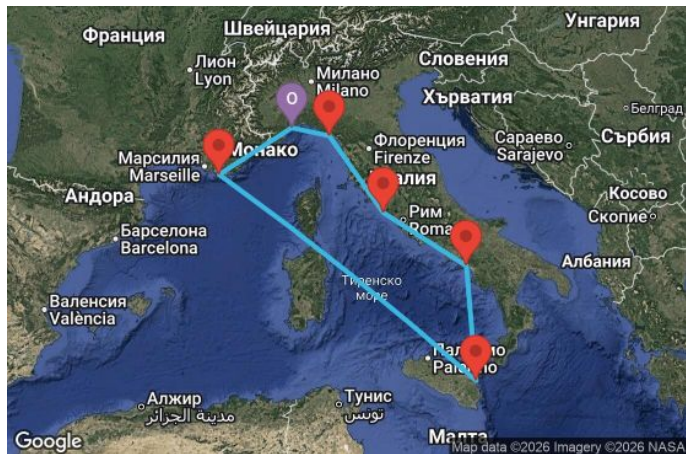 Унгария
Швейцария
Франция
Лион
Lyon
Словения
Милано
Milano
Хърватия
Белград
O
Флоренция
Firenze
Сараево
Sarajevo
Сърбия
Марсилия
Marseille
Монако
Италия
Андора
Косово
Скопие
Рим
Roma
Барселона
Barcelona
Албания
Тиренско
море
Валенсия
València
Палермо
Palermo
Алжир
مدينة الجزائر
Тунис
تونس
Малта
Google
Map data ©2026 Imagery ©2026 NASA